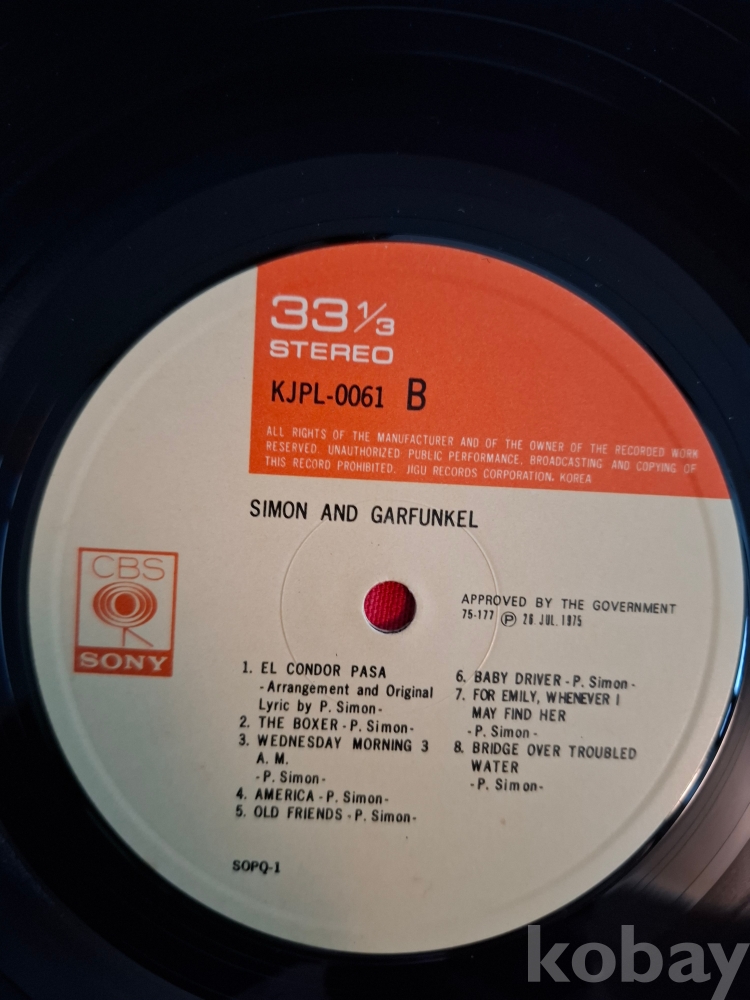 33 1/3
STEREO
KJPL-0061 B
ALL RIGHTS OF THE MANUFACTURER AND OF THE OWNER OF THE RECORDED WORK
RESERVED. UNAUTHORIZED PUBLIC PERFORMANCE, BROADCASTING AND COPYING OF
THIS RECORD PROHIBITED. JIGU RECORDS CORPORATION. KOREA
SIMON AND GARFUNKEL
CBS
SONY
APPROVED BY THE GOVERNMENT
75-177 Ⓟ 28. JUL. 1975
1. EL CONDOR PASA
-Arrangement and Original
Lyric by P. Simon-
2. THE BOXER - P. Simon-
3. WEDNESDAY MORNING 3
A. M.
-P. Simon-
4. AMERICA - P. Simon-
5. OLD FRIENDS - P. Simon-
6. BABY DRIVER - P. Simon-
7. FOR EMILY, WHENEVER I
MAY FIND HER
-P. Simon-
8. BRIDGE OVER TROUBLED
WATER
-P. Simon-
SOPQ-1
kobay